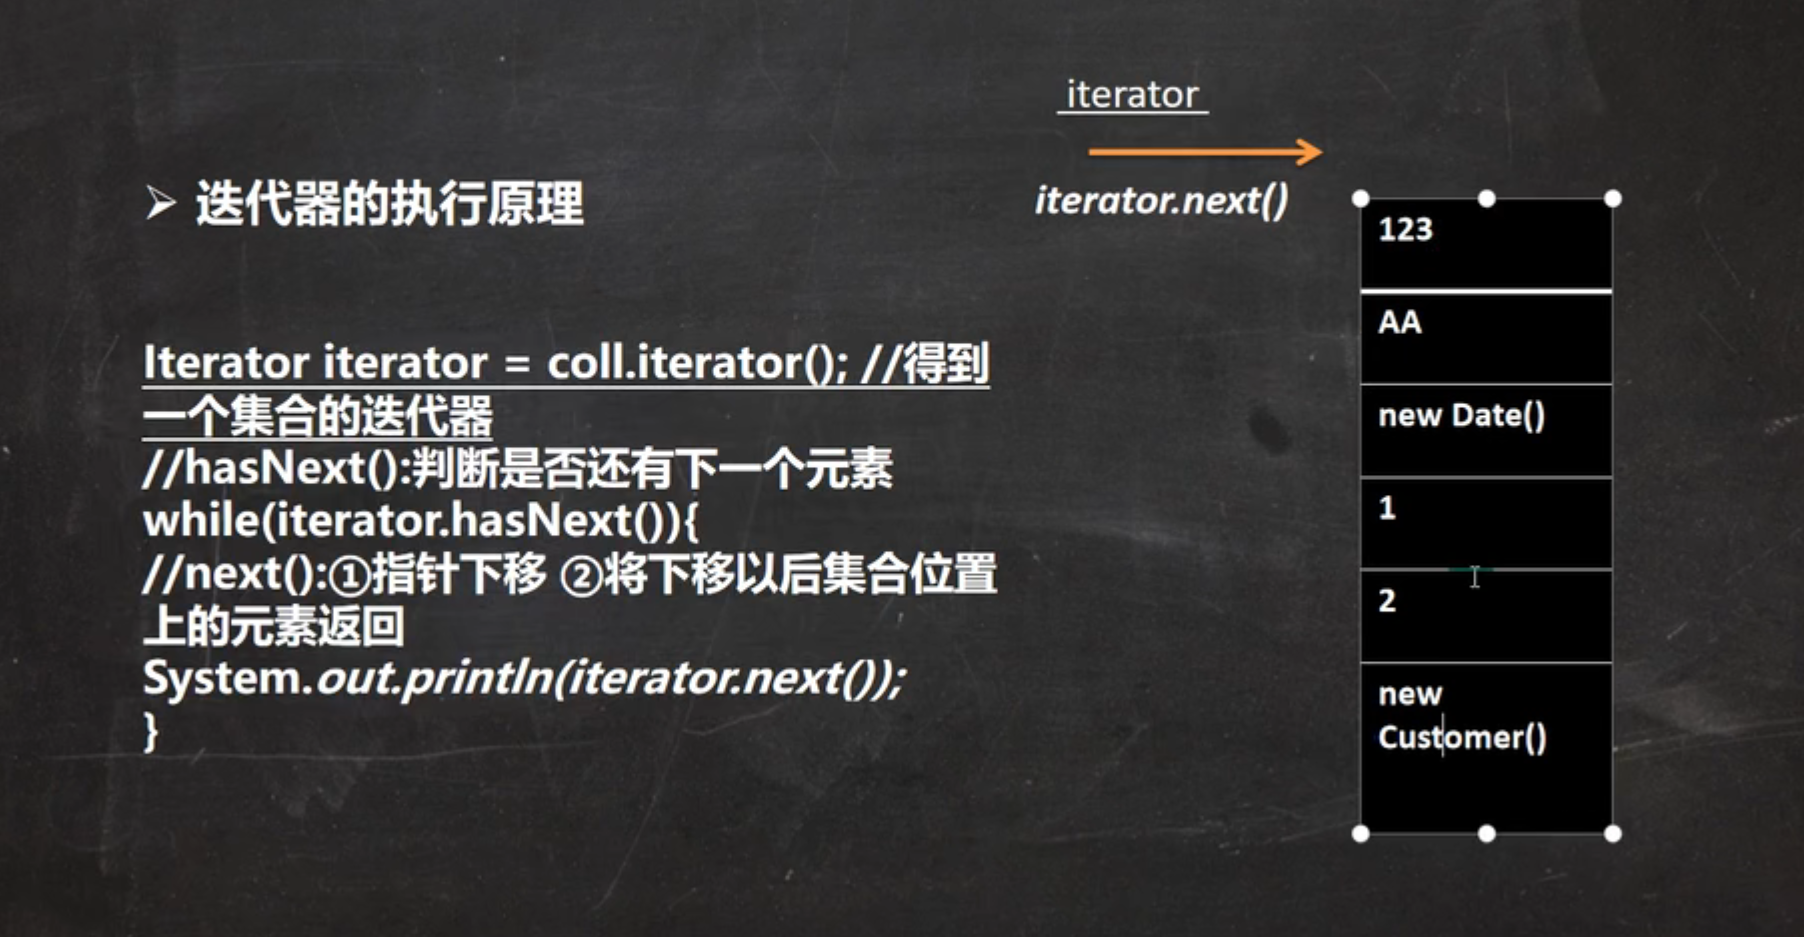 iterator
➢ 迭代器的执行原理
iterator.next()
Iterator iterator = coll.iterator(); //得到
一个集合的迭代器
//hasNext():判断是否还有下一个元素
while(iterator.hasNext()){
//next():①指针下移 ②将下移以后集合位置
上的元素返回
System.out.println(iterator.next());
}
123
AA
new Date()
1
2
new
Customer()